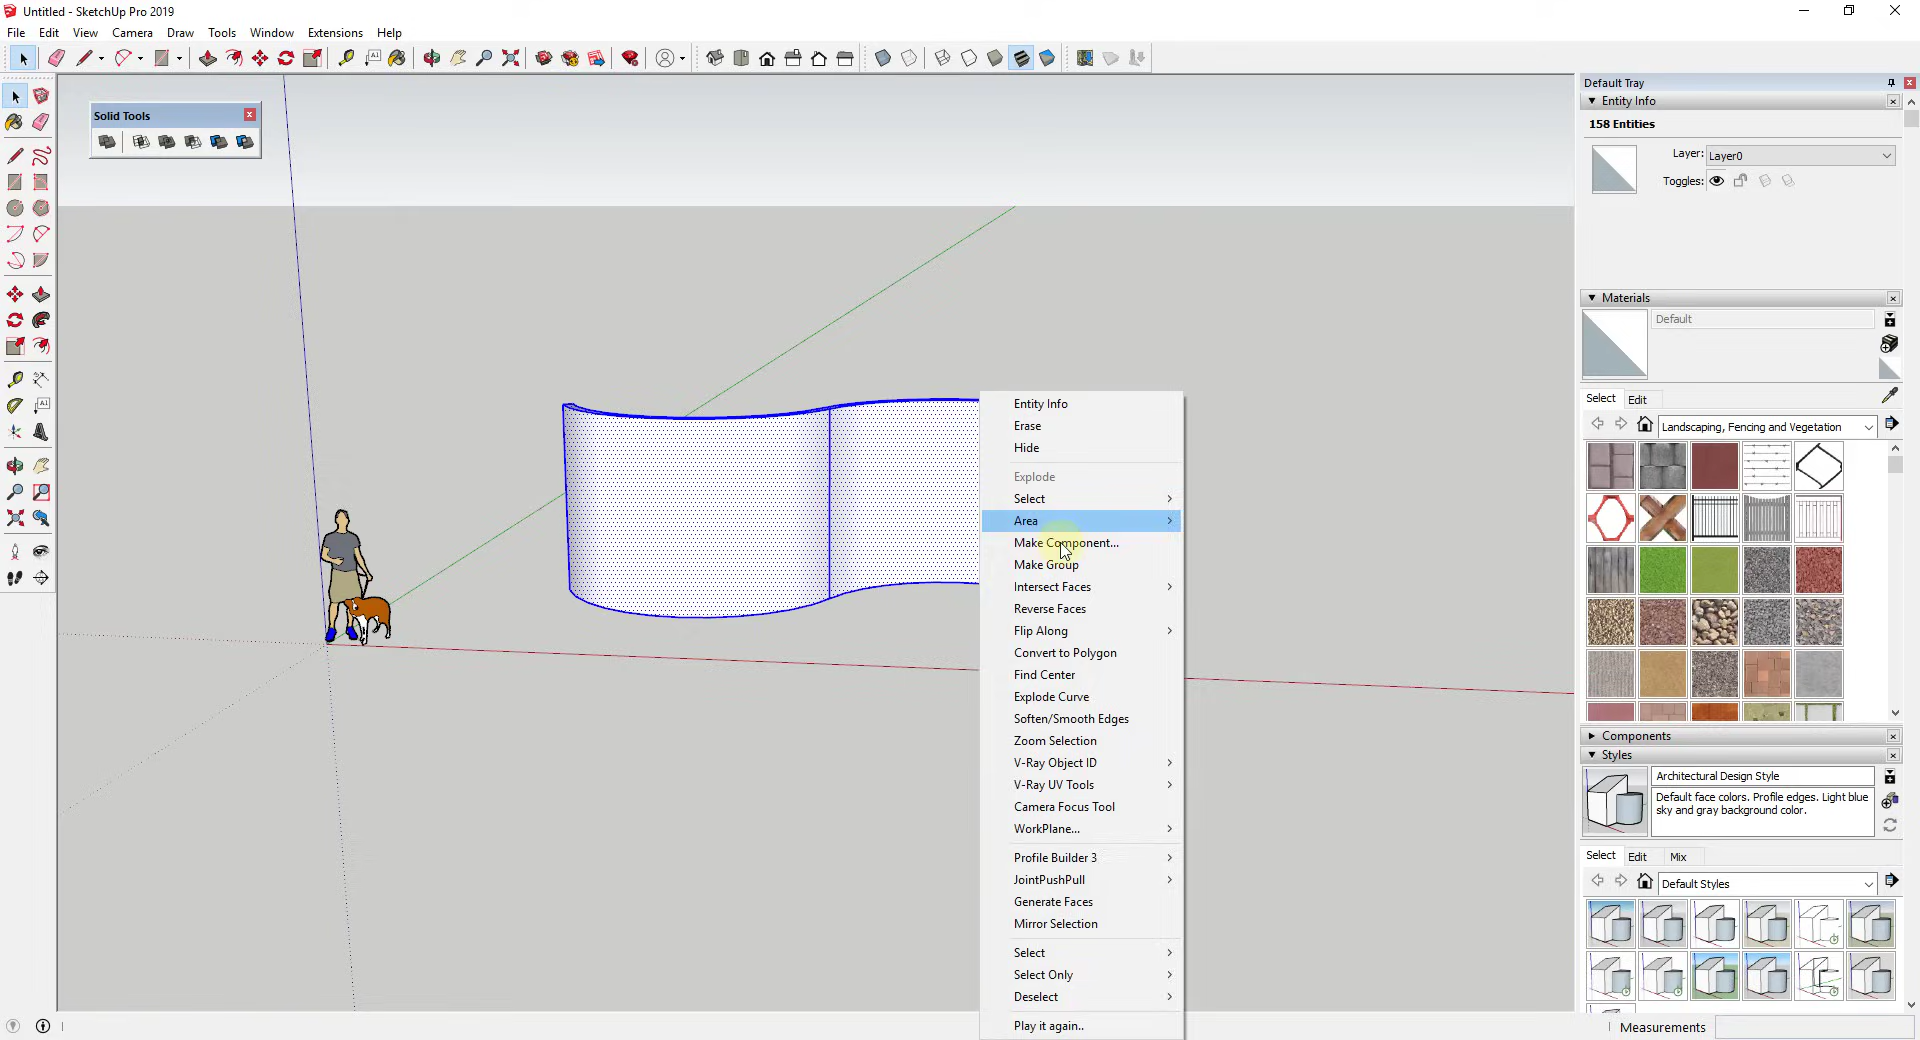 Untitled - SketchUp Pro 2019
File Edit View Camera Draw Tools Window Extensions Help
Default Tray
Entity Info
158 Entities
Layer: Layer0
Toggles:
Solid Tools
Materials
Default
Select Edit
Landscaping, Fencing and Vegetation
Entity Info
Erase
Hide
Explode
Select
Area
Make Component...
Make Group
Intersect Faces
Reverse Faces
Flip Along
Convert to Polygon
Find Center
Explode Curve
Soften/Smooth Edges
Zoom Selection
V-Ray Object ID
V-Ray UV Tools
Camera Focus Tool
WorkPlane...
Profile Builder 3
JointPushPull
Generate Faces
Mirror Selection
Select
Select Only
Deselect
Play it again..
Components
Styles
Architectural Design Style
Default face colors. Profile edges. Light blue
sky and gray background color.
Select Edit Mix
Default Styles
Measurements